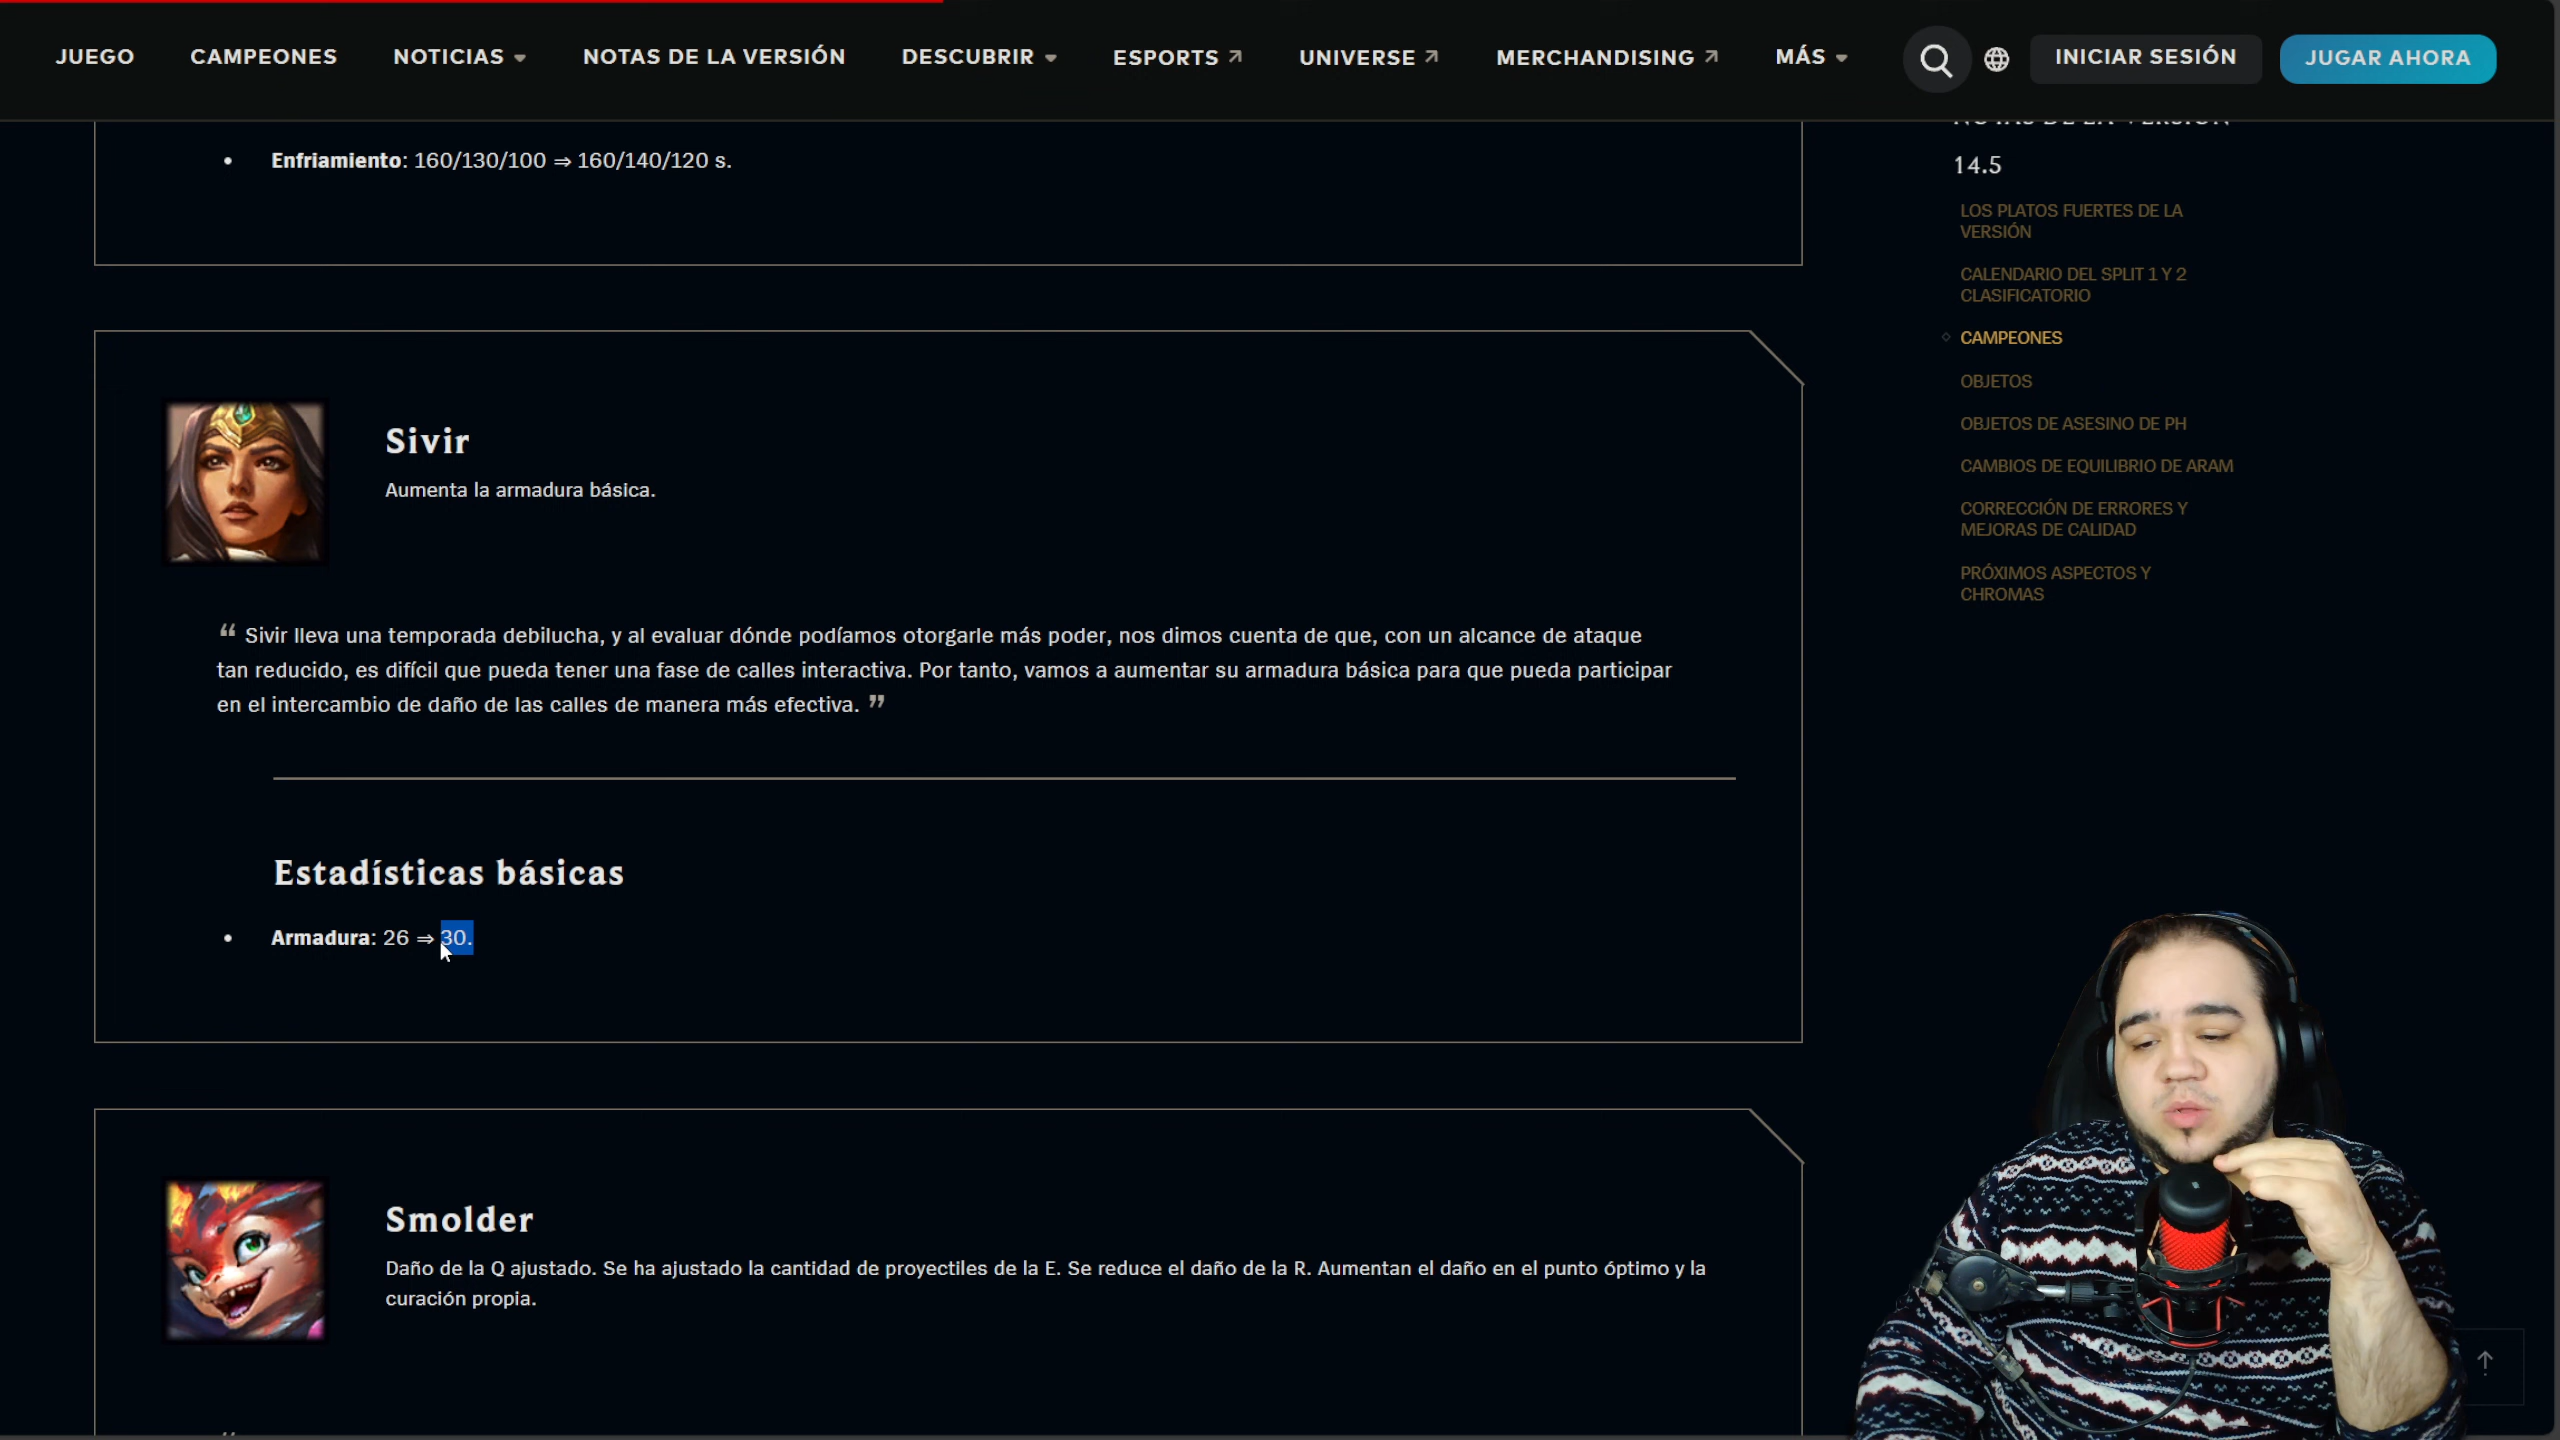 JUEGO CAMPEONES NOTICIAS NOTAS DE LA VERSIÓN DESCUBRIR ESPORTS UNIVERSE MERCHANDISING MÁS INICIAR SESIÓN JUGAR AHORA
NOTAS DE LA VERSIÓN
14.5
LOS PLATOS FUERTES DE LA
VERSIÓN
CALENDARIO DEL SPLIT 1 Y 2
CLASIFICATORIO
CAMPEONES
OBJETOS
OBJETOS DE ASESINO DE PH
CAMBIOS DE EQUILIBRIO DE ARAM
CORRECCIÓN DE ERRORES Y
MEJORAS DE CALIDAD
PRÓXIMOS ASPECTOS Y
CHROMAS
• Enfriamiento: 160/130/100 ⇒ 160/140/120 s.
Sivir
Aumenta la armadura básica.
“ Sivir lleva una temporada debilucha, y al evaluar dónde podíamos otorgarle más poder, nos dimos cuenta de que, con un alcance de ataque
tan reducido, es difícil que pueda tener una fase de calles interactiva. Por tanto, vamos a aumentar su armadura básica para que pueda participar
en el intercambio de daño de las calles de manera más efectiva. ”
Estadísticas básicas
• Armadura: 26 ⇒ 30.
Smolder
Daño de la Q ajustado. Se ha ajustado la cantidad de proyectiles de la E. Se reduce el daño de la R. Aumentan el daño en el punto óptimo y la
curación propia.